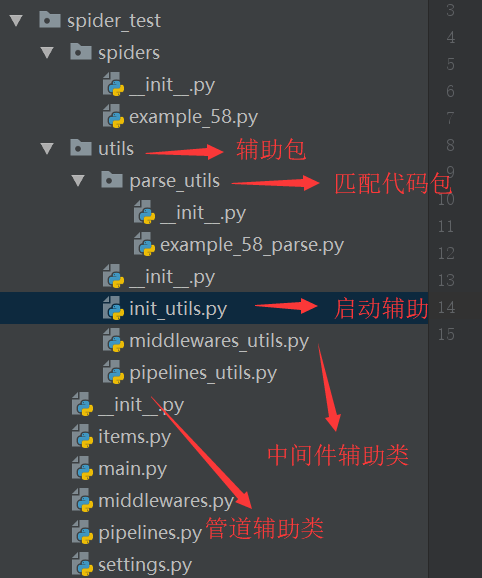 spider_test
spiders
__init__.py
example_58.py
utils 辅助包
parse_utils 匹配代码包
__init__.py
example_58_parse.py
__init__.py
init_utils.py 启动辅助
middlewares_utils.py
pipelines_utils.py
__init__.py
items.py
中间件辅助类
main.py
middlewares.py
pipelines.py 管道辅助类
settings.py
3
4
5
6
7
8
9
10
11
12
13
14
15